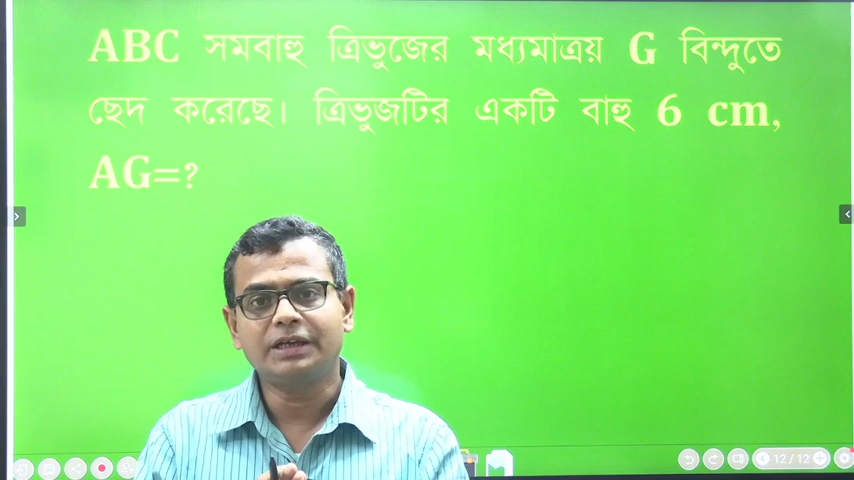 ABC সমবাহু ত্রিভুজের মধ্যমাত্রয় G বিন্দুতে
ছেদ করেছে। ত্রিভুজটির একটি বাহু 6 cm,
AG=?
12 / 12